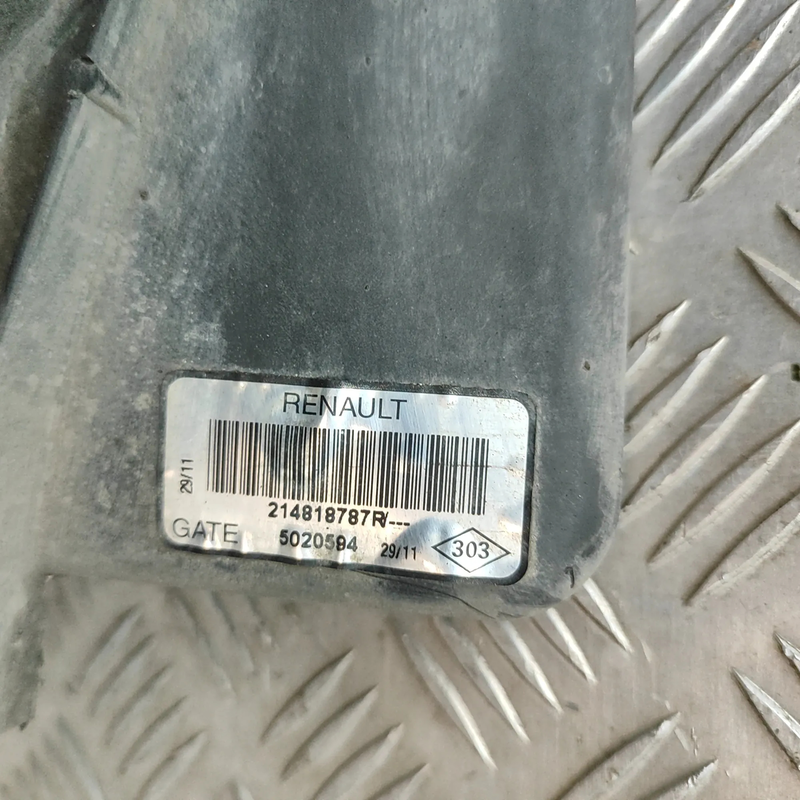 RENAULT
29/11
214818787R/---
GATE 5020594 29/11 303